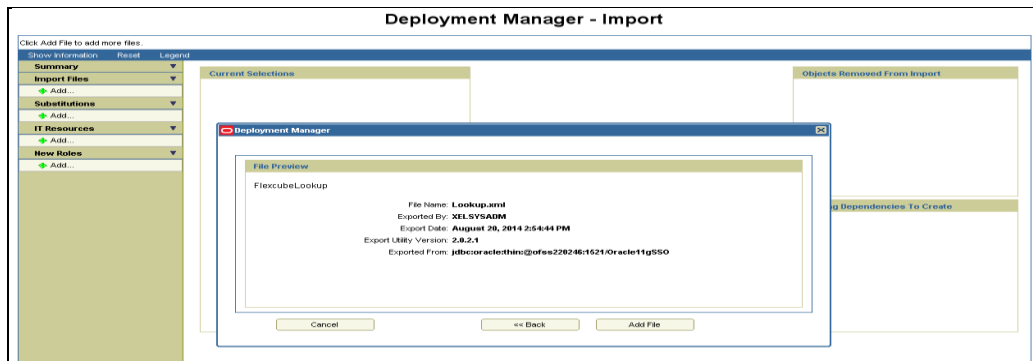 Deployment Manager - Import
Click Add File to add more files.
Show Information Reset Legend
Summary
Import Files
Add...
Substitutions
Add...
IT Resources
Add...
New Roles
Add...
Current Selections
Objects Removed From Import
Deployment Manager
File Preview
FlexcubeLookup
File Name: Lookup.xml
Exported By: XELSYSADM
Export Date: August 20, 2014 2:54:44 PM
Export Utility Version: 2.0.2.1
Exported From: jdbc:oracle:thin:@ofss220246:1521/Oracle11gSSO
Cancel << Back Add File
g Dependencies To Create